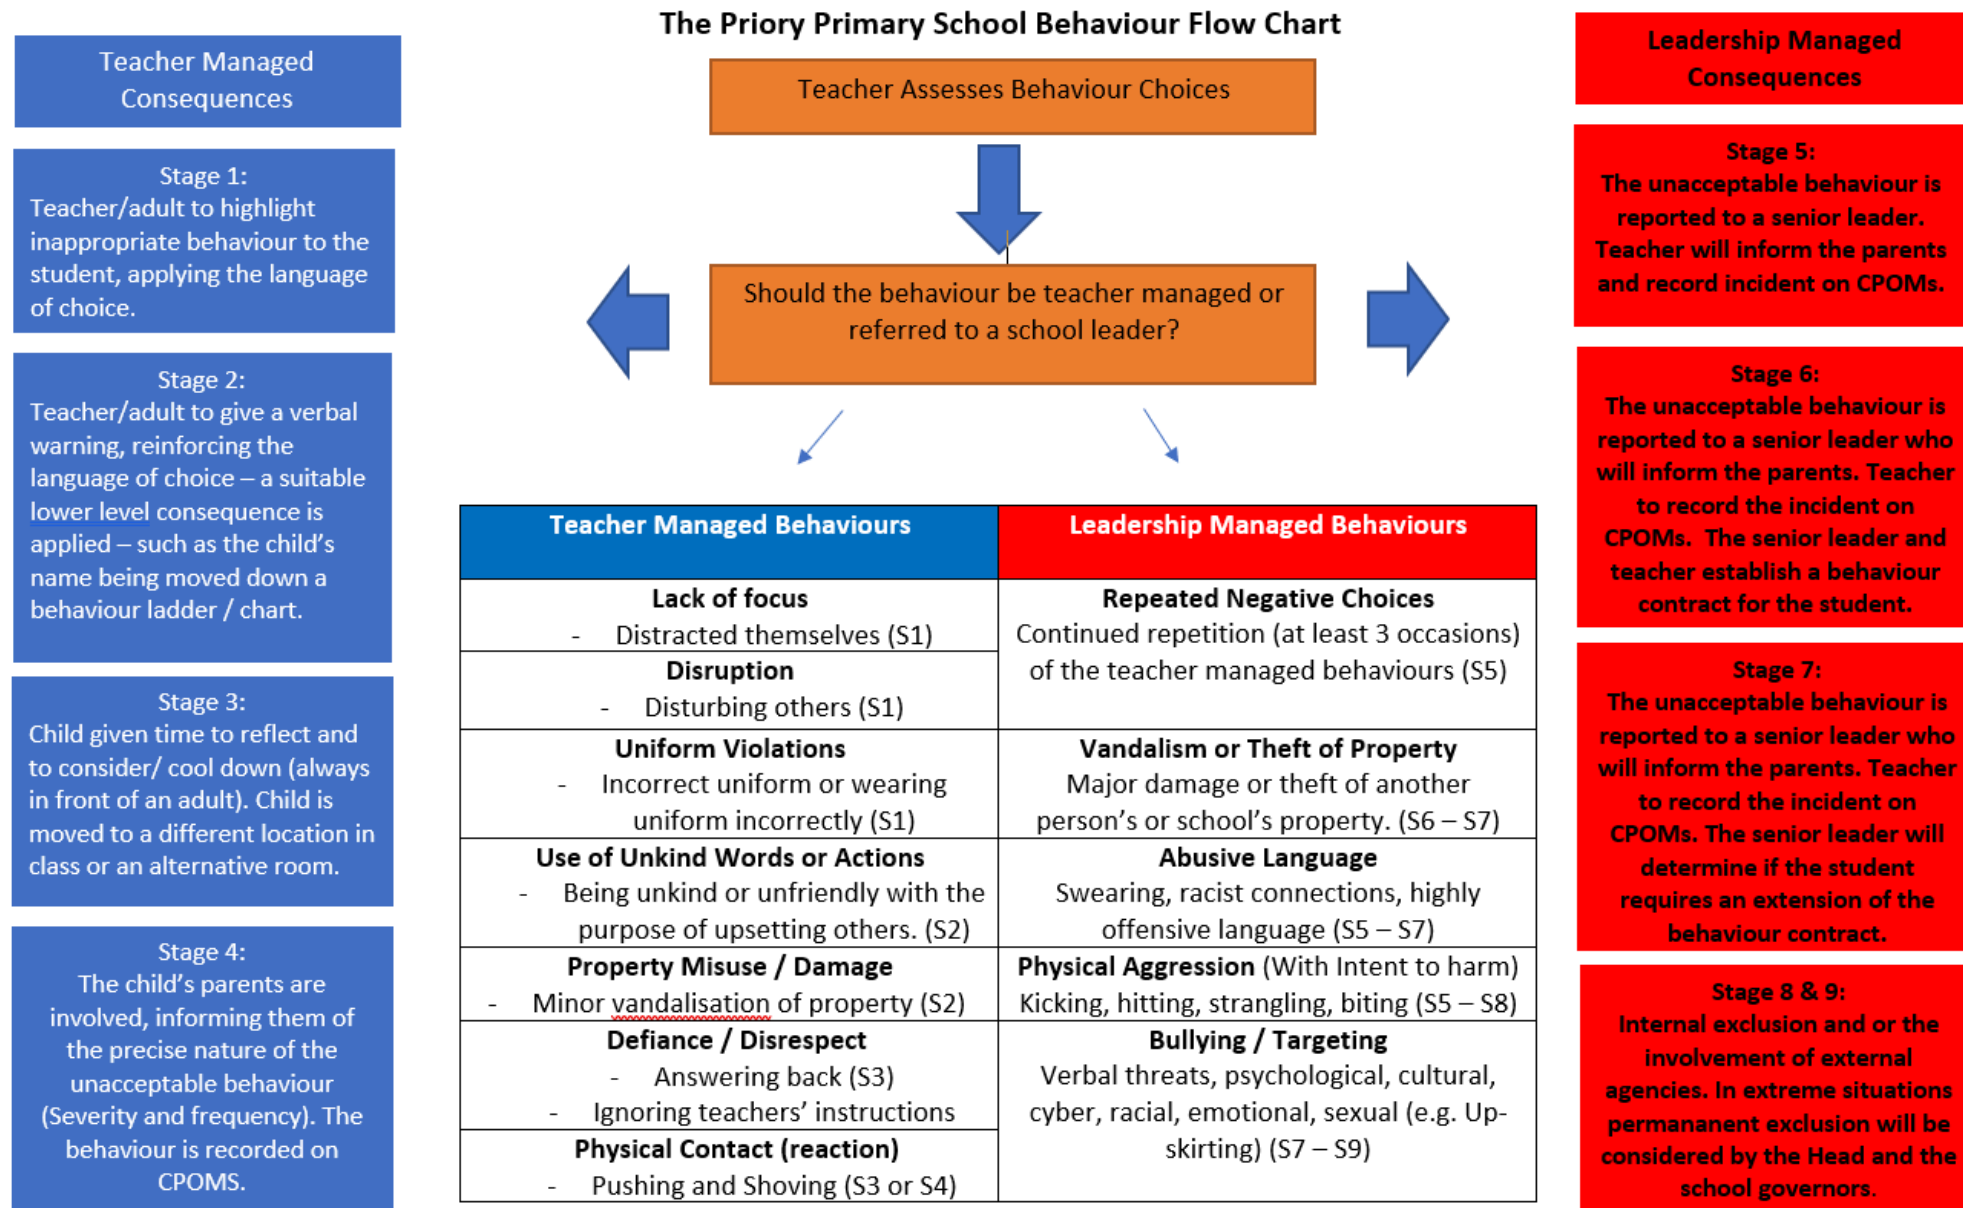 The Priory Primary School Behaviour Flow Chart
Teacher Managed
Consequences
Stage 1:
Teacher/adult to highlight
inappropriate behaviour to the
student, applying the language
of choice.
Stage 2:
Teacher/adult to give a verbal
warning, reinforcing the
language of choice – a suitable
lower level consequence is
applied – such as the child's
name being moved down a
behaviour ladder / chart.
Stage 3:
Child given time to reflect and
to consider/ cool down (always
in front of an adult). Child is
moved to a different location in
class or an alternative room.
Stage 4:
The child's parents are
involved, informing them of
the precise nature of the
unacceptable behaviour
(Severity and frequency). The
behaviour is recorded on
CPOMS.
Teacher Assesses Behaviour Choices
Should the behaviour be teacher managed or
referred to a school leader?
Teacher Managed Behaviours
Lack of focus
- Distracted themselves (S1)
Disruption
- Disturbing others (S1)
Uniform Violations
- Incorrect uniform or wearing
uniform incorrectly (S1)
Use of Unkind Words or Actions
- Being unkind or unfriendly with the
purpose of upsetting others. (S2)
Property Misuse / Damage
- Minor vandalisation of property (S2)
Defiance / Disrespect
- Answering back (S3)
- Ignoring teachers' instructions
Physical Contact (reaction)
- Pushing and Shoving (S3 or S4)
Leadership Managed Behaviours
Repeated Negative Choices
Continued repetition (at least 3 occasions)
of the teacher managed behaviours (S5)
Vandalism or Theft of Property
Major damage or theft of another
person's or school's property. (S6 – S7)
Abusive Language
Swearing, racist connections, highly
offensive language (S5 – S7)
Physical Aggression (With Intent to harm)
Kicking, hitting, strangling, biting (S5 – S8)
Bullying / Targeting
Verbal threats, psychological, cultural,
cyber, racial, emotional, sexual (e.g. Up-
skirting) (S7 – S9)
Leadership Managed
Consequences
Stage 5:
The unacceptable behaviour is
reported to a senior leader.
Teacher will inform the parents
and record incident on CPOMs.
Stage 6:
The unacceptable behaviour is
reported to a senior leader who
will inform the parents. Teacher
to record the incident on
CPOMs. The senior leader and
teacher establish a behaviour
contract for the student.
Stage 7:
The unacceptable behaviour is
reported to a senior leader who
will inform the parents. Teacher
to record the incident on
CPOMs. The senior leader will
determine if the student
requires an extension of the
behaviour contract.
Stage 8 & 9:
Internal exclusion and or the
involvement of external
agencies. In extreme situations
permananent exclusion will be
considered by the Head and the
school governors.